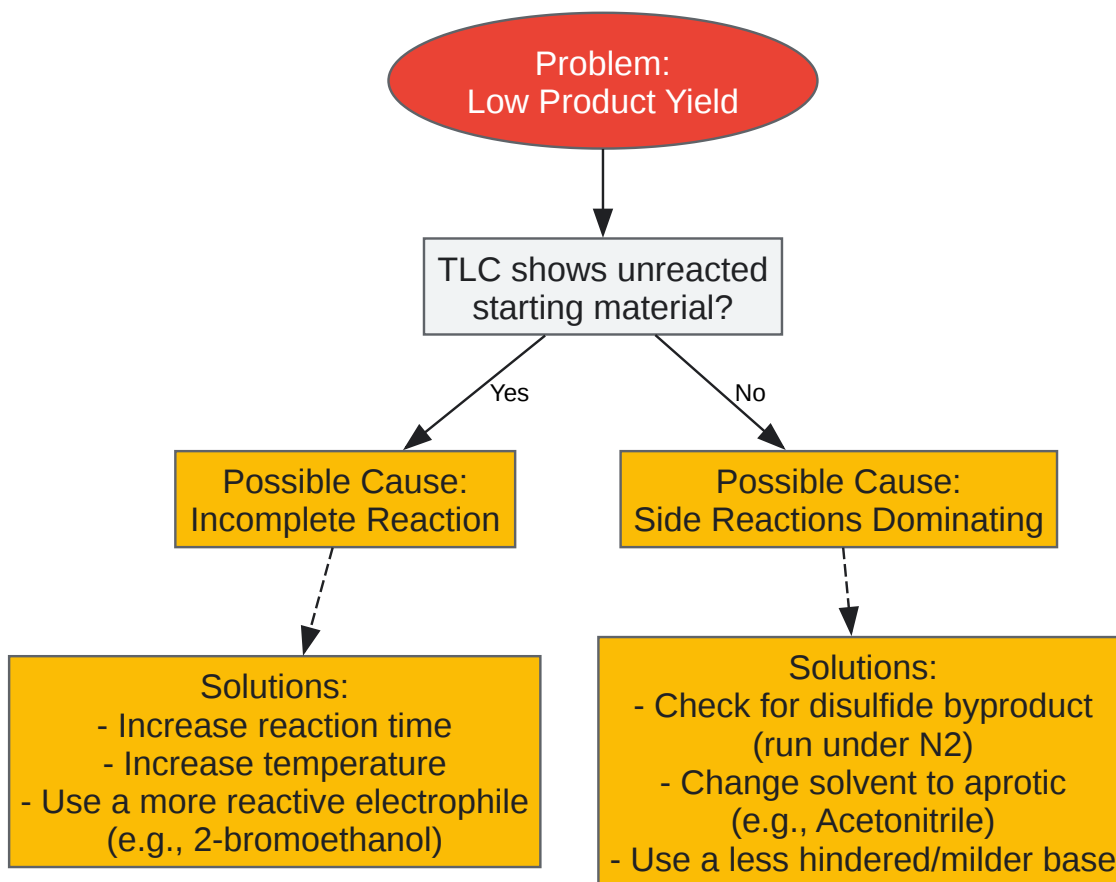 Problem:
Low Product Yield
TLC shows unreacted
starting material?
Yes
No
Possible Cause:
Incomplete Reaction
Possible Cause:
Side Reactions Dominating
Solutions:
- Increase reaction time
- Increase temperature
- Use a more reactive electrophile
(e.g., 2-bromoethanol)
Solutions:
- Check for disulfide byproduct
(run under N2)
- Change solvent to aprotic
(e.g., Acetonitrile)
- Use a less hindered/milder base